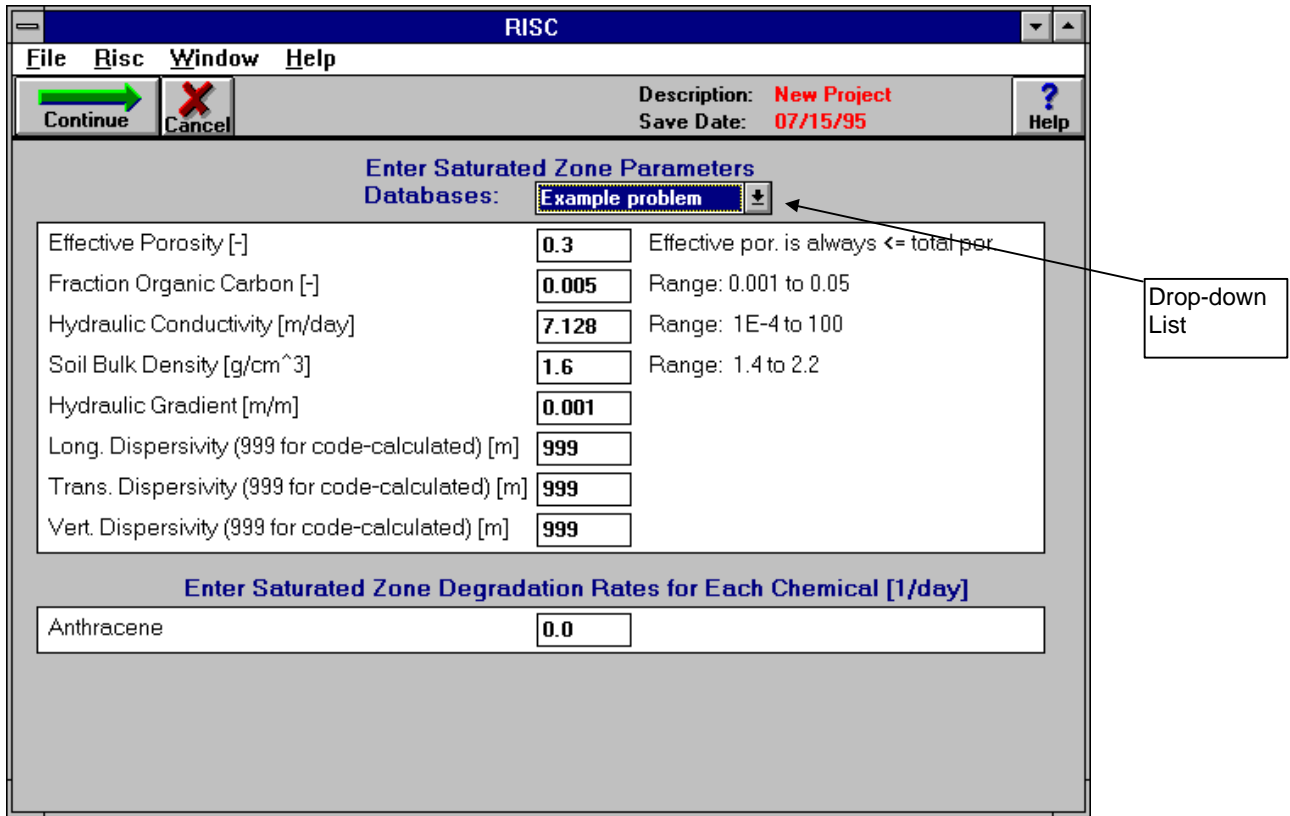 RISC
File Risc Window Help
Continue Cancel Description: New Project ? Help
Save Date: 07/15/95
Enter Saturated Zone Parameters
Databases: Example problem
Effective Porosity [-] 0.3 Effective por. is always <= total por
Fraction Organic Carbon [-] 0.005 Range: 0.001 to 0.05
Hydraulic Conductivity [m/day] 7.128 Range: 1E-4 to 100
Soil Bulk Density [g/cm^3] 1.6 Range: 1.4 to 2.2
Hydraulic Gradient [m/m] 0.001
Long. Dispersivity (999 for code-calculated) [m] 999
Trans. Dispersivity (999 for code-calculated) [m] 999
Vert. Dispersivity (999 for code-calculated) [m] 999
Enter Saturated Zone Degradation Rates for Each Chemical [1/day]
Anthracene 0.0
Drop-down
List